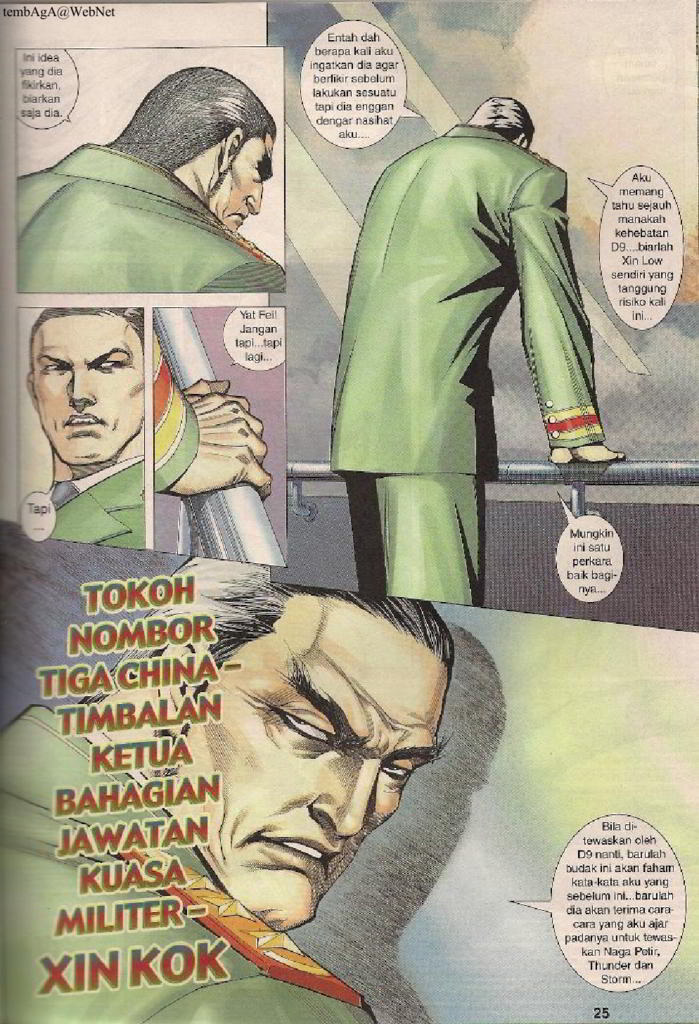 tembAgA@WebNet
Ini idea
yang dia
fikirkan,
biarkan
saja dia.
Entah dah
berapa kali aku
ingatkan dia agar
berfikir sebelum
lakukan sesuatu
tapi dia enggan
dengar nasihat
aku....
Aku
memang
tahu sejauh
manakah
kehebatan
D9....biarlah
Xin Low
sendiri yang
tanggung
risiko kali
ini...
Tapi
...
Yat Fei!
Jangan
tapi...tapi
lagi...
Mungkin
ini satu
perkara
baik bagi-
nya...
TOKOH
NOMBOR
TIGA CHINA –
TIMBALAN
KETUA
BAHAGIAN
JAWATAN
KUASA
MILITER –
XIN KOK
Bila di-
tewaskan oleh
D9 nanti, barulah
budak ini akan faham
kata-kata aku yang
sebelum ini...barulah
dia akan terima cara-
cara yang aku ajar
padanya untuk tewas-
kan Naga Petir,
Thunder dan
Storm...
25